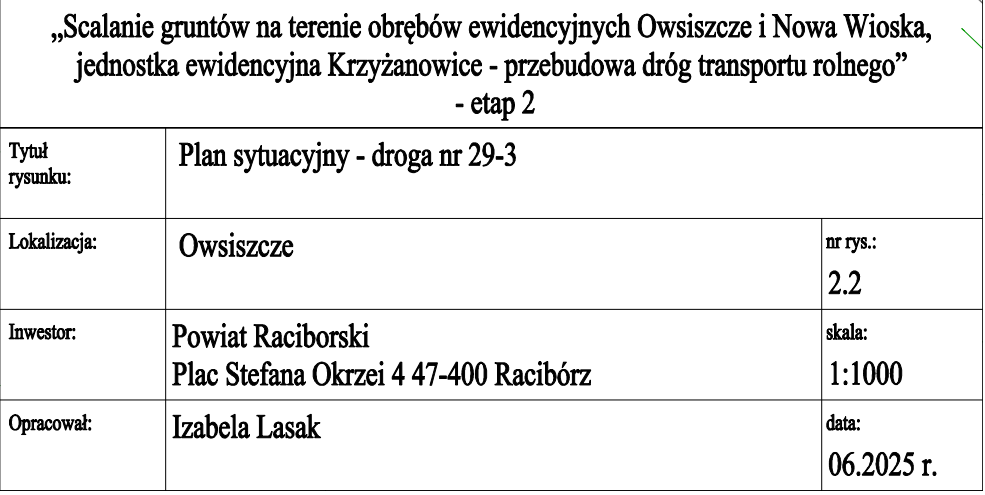 „Scalanie gruntów na terenie obrębów ewidencyjnych Owsiszcze i Nowa Wioska,
jednostka ewidencyjna Krzyżanowice - przebudowa dróg transportu rolnego”
- etap 2
Tytuł
rysunku:
Plan sytuacyjny - droga nr 29-3
Lokalizacja:
Owsiszcze
nr rys.:
2.2
Inwestor:
Powiat Raciborski
Plac Stefana Okrzei 4 47-400 Racibórz
skala:
1:1000
Opracował:
Izabela Lasak
data:
06.2025 r.